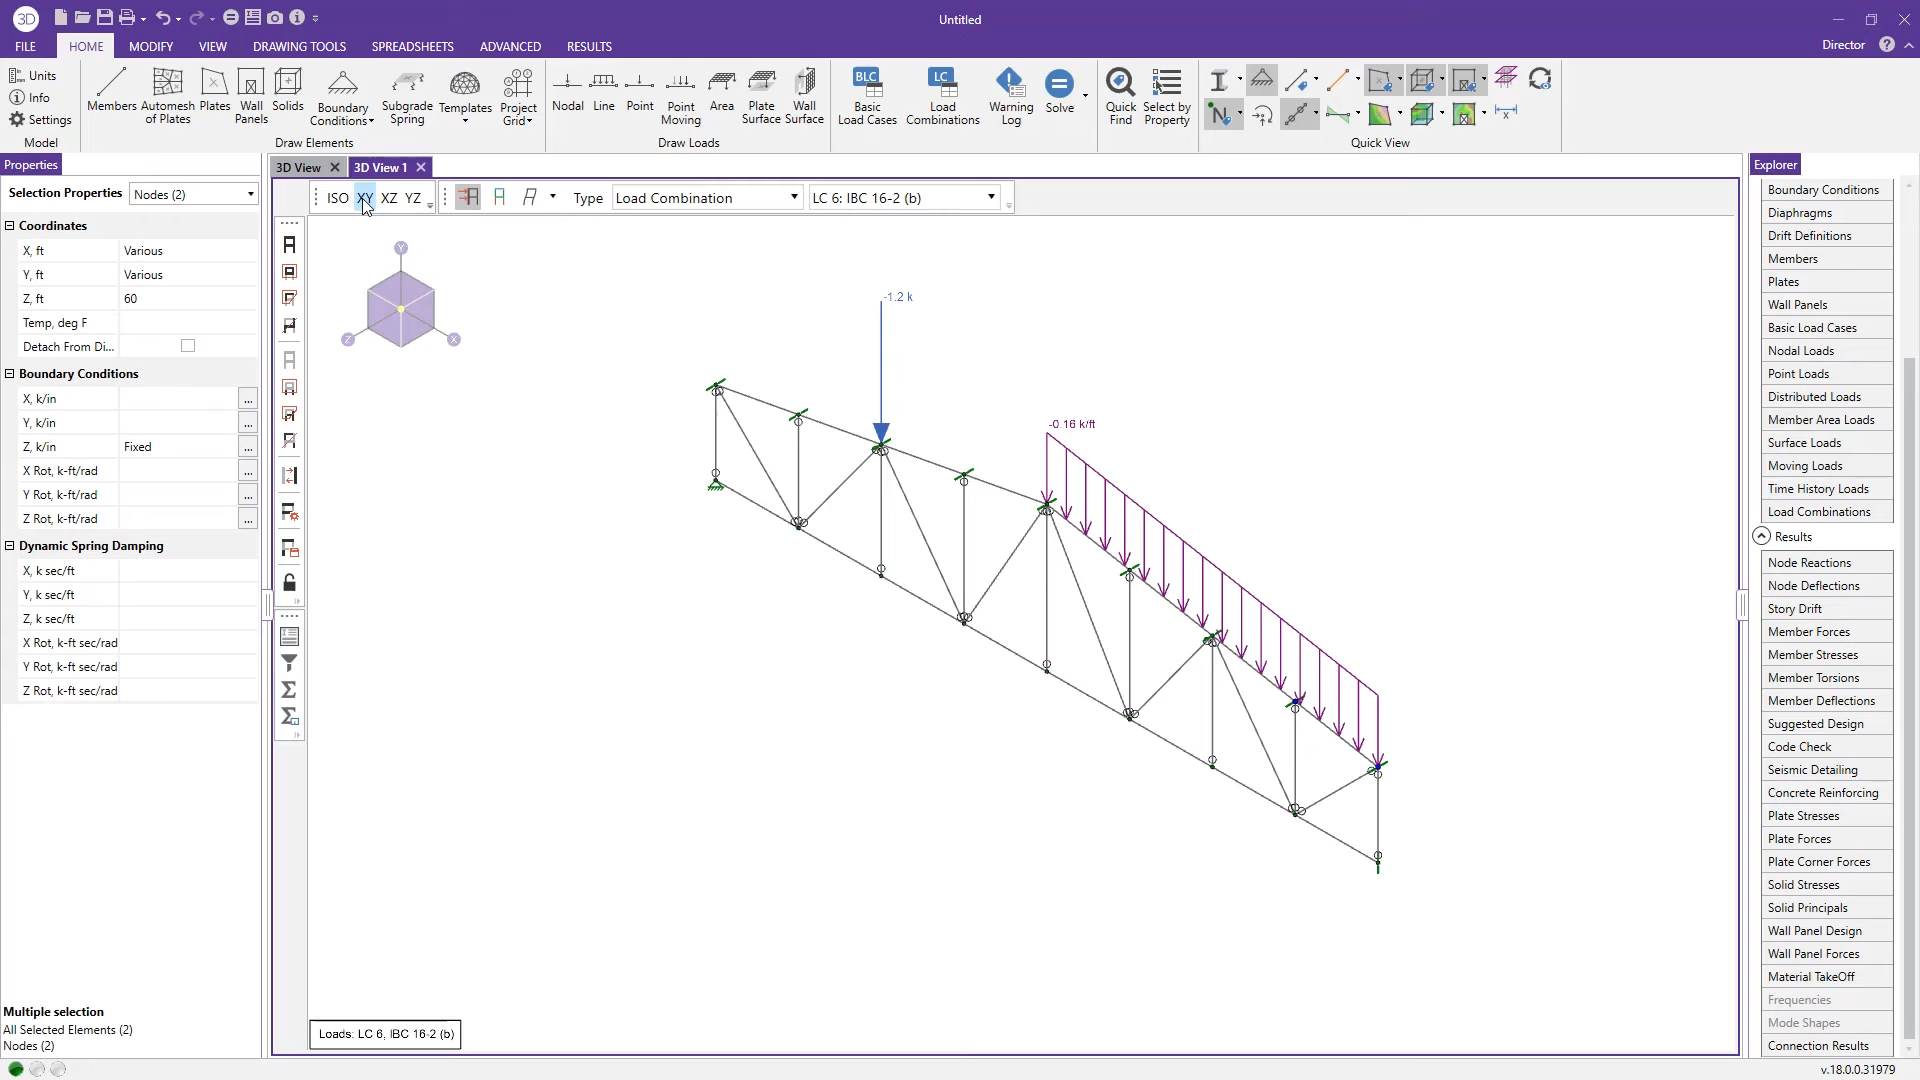 3D
Untitled
FILE
HOME
MODIFY
VIEW
DRAWING TOOLS
SPREADSHEETS
ADVANCED
RESULTS
Director
Units
Info
Settings
Model
Members
Automesh of Plates
Plates
Wall Panels
Solids
Boundary Conditions
Subgrade Spring
Templates
Project Grid
Draw Elements
Nodal
Line
Point
Point Moving
Area
Plate Surface
Wall Surface
Draw Loads
BLC
Basic Load Cases
LC
Load Combinations
Warning Log
Solve
Quick Find
Select by Property
Quick View
Properties
Selection Properties
Nodes (2)
Coordinates
X, ft Various
Y, ft Various
Z, ft 60
Temp, deg F
Detach From Di...
Boundary Conditions
X, k/in ...
Y, k/in ...
Z, k/in Fixed ...
X Rot, k-ft/rad ...
Y Rot, k-ft/rad ...
Z Rot, k-ft/rad ...
Dynamic Spring Damping
X, k sec/ft
Y, k sec/ft
Z, k sec/ft
X Rot, k-ft sec/rad
Y Rot, k-ft sec/rad
Z Rot, k-ft sec/rad
Multiple selection
All Selected Elements (2)
Nodes (2)
3D View
3D View 1
ISO XY XZ YZ
Type
Load Combination
LC 6: IBC 16-2 (b)
Y
Z
X
-1.2 k
-0.16 k/ft
Loads: LC 6, IBC 16-2 (b)
Explorer
Boundary Conditions
Diaphragms
Drift Definitions
Members
Plates
Wall Panels
Basic Load Cases
Nodal Loads
Point Loads
Distributed Loads
Member Area Loads
Surface Loads
Moving Loads
Time History Loads
Load Combinations
Results
Node Reactions
Node Deflections
Story Drift
Member Forces
Member Stresses
Member Torsions
Member Deflections
Suggested Design
Code Check
Seismic Detailing
Concrete Reinforcing
Plate Stresses
Plate Forces
Plate Corner Forces
Solid Stresses
Solid Principals
Wall Panel Design
Wall Panel Forces
Material TakeOff
Frequencies
Mode Shapes
Connection Results
v.18.0.0.31979